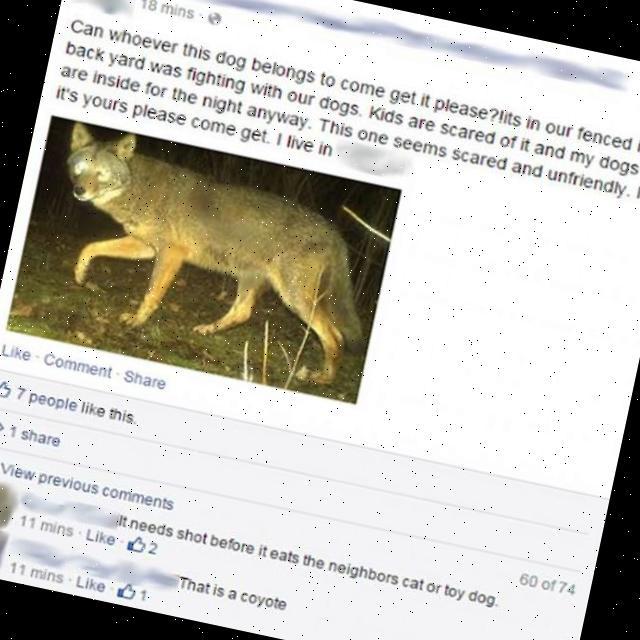 18 mins ·
Can whoever this dog belongs to come get.it please?Iits in our fenced
back yard was fighting with our dogs. Kids are scared of it and my dogs
are inside for the night anyway. This one seems scared and unfriendly.
it's yours please come get. I live in
Like · Comment · Share
7 people like this.
1 share
View previous comments
60 of 74
It needs shot before it eats the neighbors cat or toy dog.
11 mins · Like · 2
That is a coyote
11 mins · Like · 1